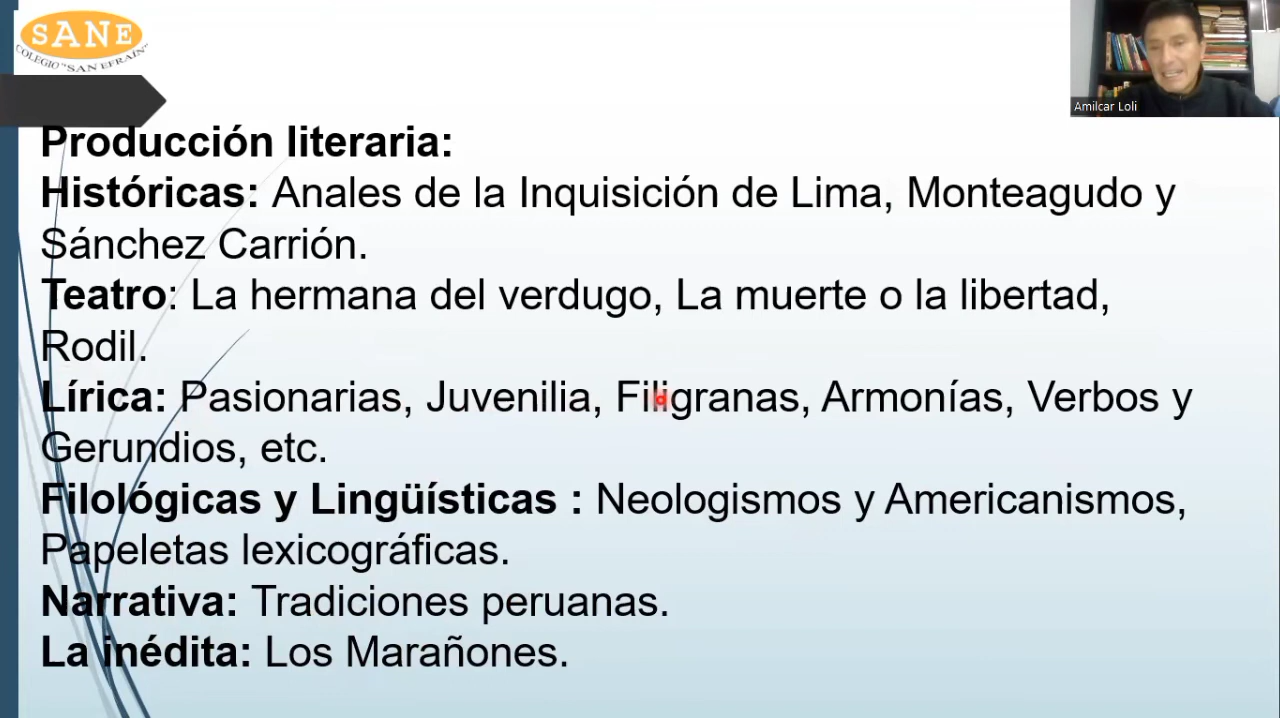 SANE
COLEGIO "SAN EFRAÍN"
Amilcar Loli
Producción literaria:
Históricas: Anales de la Inquisición de Lima, Monteagudo y
Sánchez Carrión.
Teatro: La hermana del verdugo, La muerte o la libertad,
Rodil.
Lírica: Pasionarias, Juvenilia, Filigranas, Armonías, Verbos y
Gerundios, etc.
Filológicas y Lingüísticas : Neologismos y Americanismos,
Papeletas lexicográficas.
Narrativa: Tradiciones peruanas.
La inédita: Los Marañones.